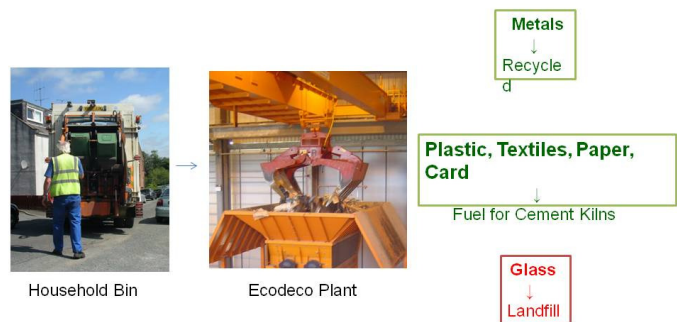 Metals
↓
Recycle
d
Plastic, Textiles, Paper,
Card
↓
Fuel for Cement Kilns
Household Bin
Ecodeco Plant
Glass
↓
Landfill